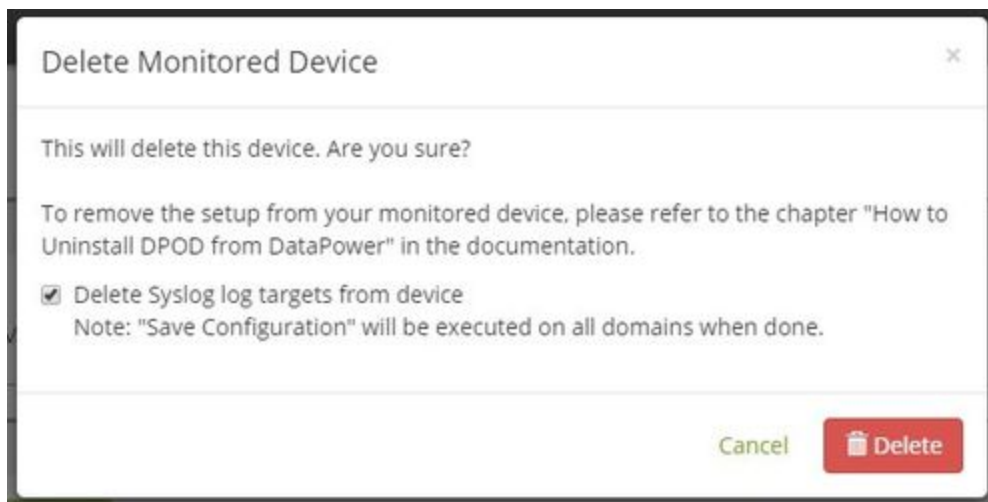 Delete Monitored Device
×
This will delete this device. Are you sure?
To remove the setup from your monitored device, please refer to the chapter "How to
Uninstall DPOD from DataPower" in the documentation.
Delete Syslog log targets from device
Note: "Save Configuration" will be executed on all domains when done.
Cancel
Delete